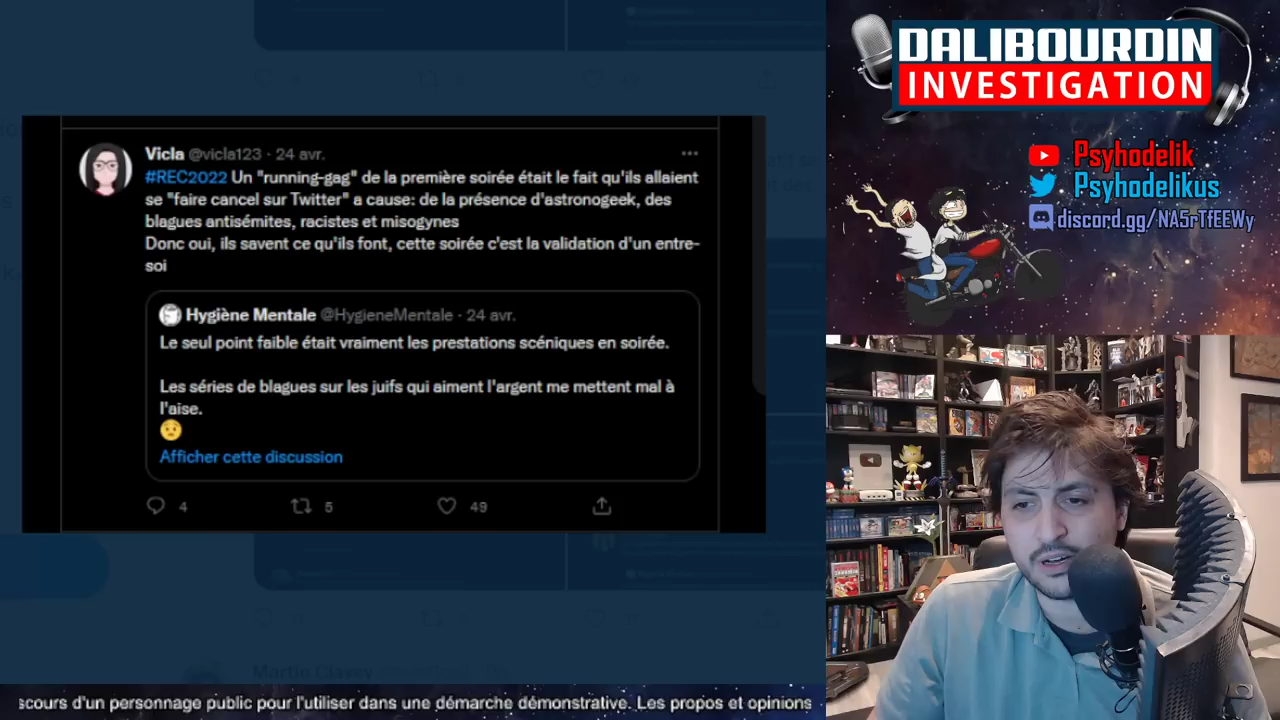 Vicla @vicla123 · 24 avr.
#REC2022 Un "running-gag" de la première soirée était le fait qu'ils allaient
se "faire cancel sur Twitter" a cause: de la présence d'astronogeek, des
blagues antisémites, racistes et misogynes
Donc oui, ils savent ce qu'ils font, cette soirée c'est la validation d'un entre-
soi
Hygiène Mentale @HygieneMentale · 24 avr.
Le seul point faible était vraiment les prestations scéniques en soirée.
Les séries de blagues sur les juifs qui aiment l'argent me mettent mal à
l'aise.
😟
Afficher cette discussion
4 5 49
Martin Clavey
DALIBOURDIN
INVESTIGATION
Psyhodelik
Psyhodelikus
discord.gg/NA5rTfEEWy
scours d'un personnage public pour l'utiliser dans une démarche démonstrative. Les propos et opinions